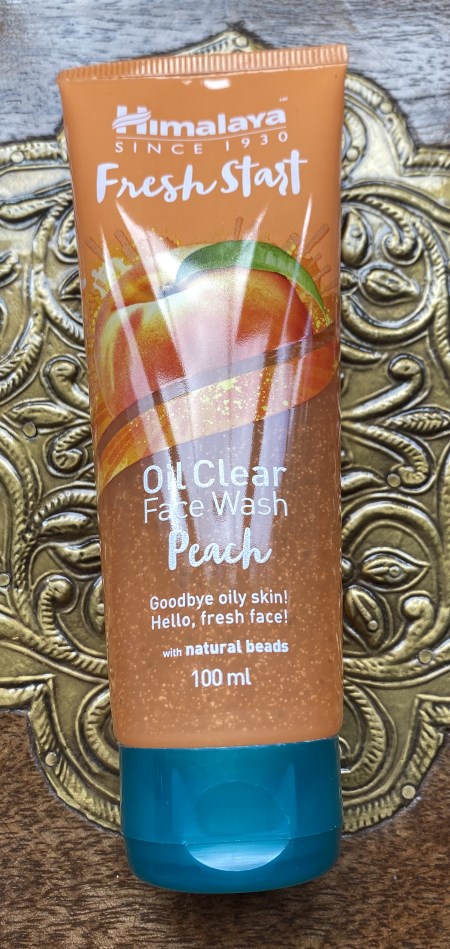 Himalaya
SINCE 1930
Fresh Start
Oil Clear
Face Wash
Peach
Goodbye oily skin!
Hello, fresh face!
with natural beads
100 ml